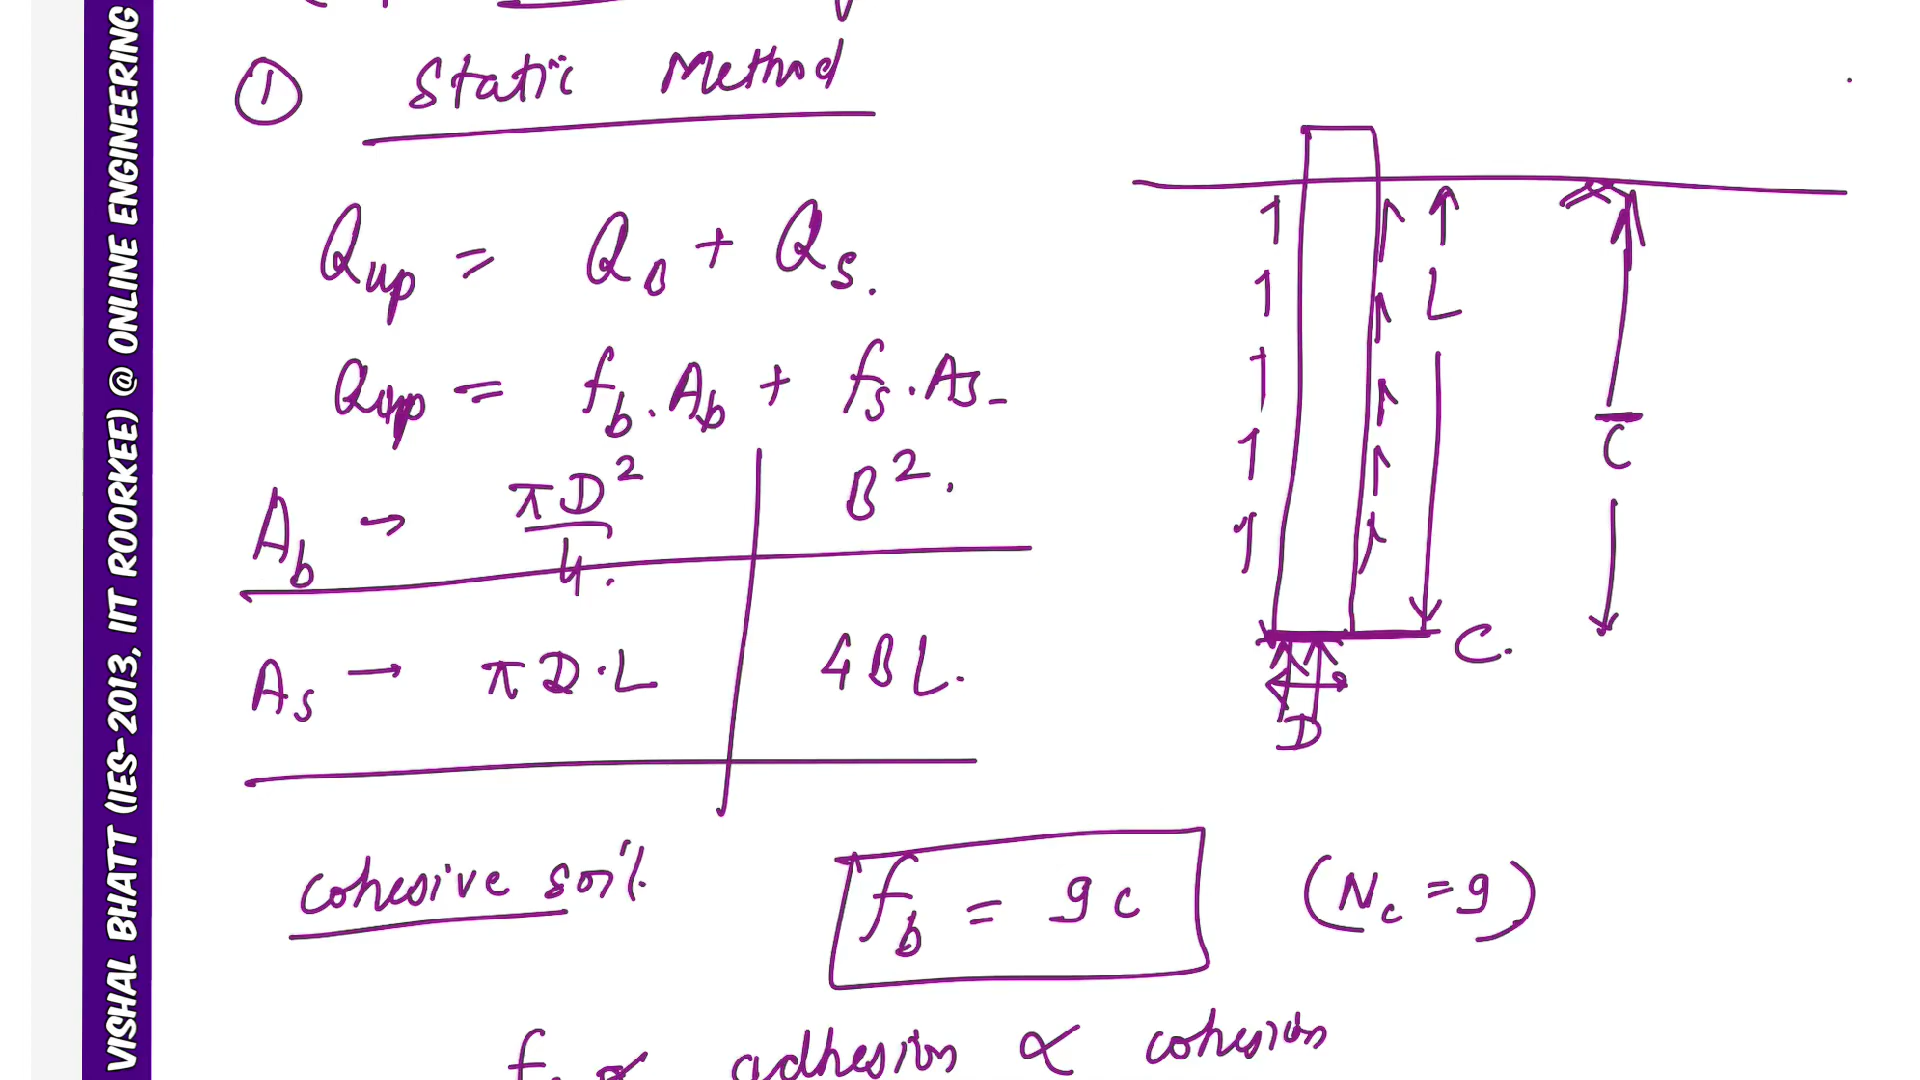 VISHAL BHATT (IES-2013, IIT ROORKEE) @ ONLINE ENGINEERING
① Static Method
Qup = QB + Qs.
Qup = fb.Ab + fs.As
Ab → πD²/4. B².
As → πD·L 4BL.
L
C̅
C.
D
cohesive soil.
fb = 9c (Nc = 9)
adhesion ∝ cohesion